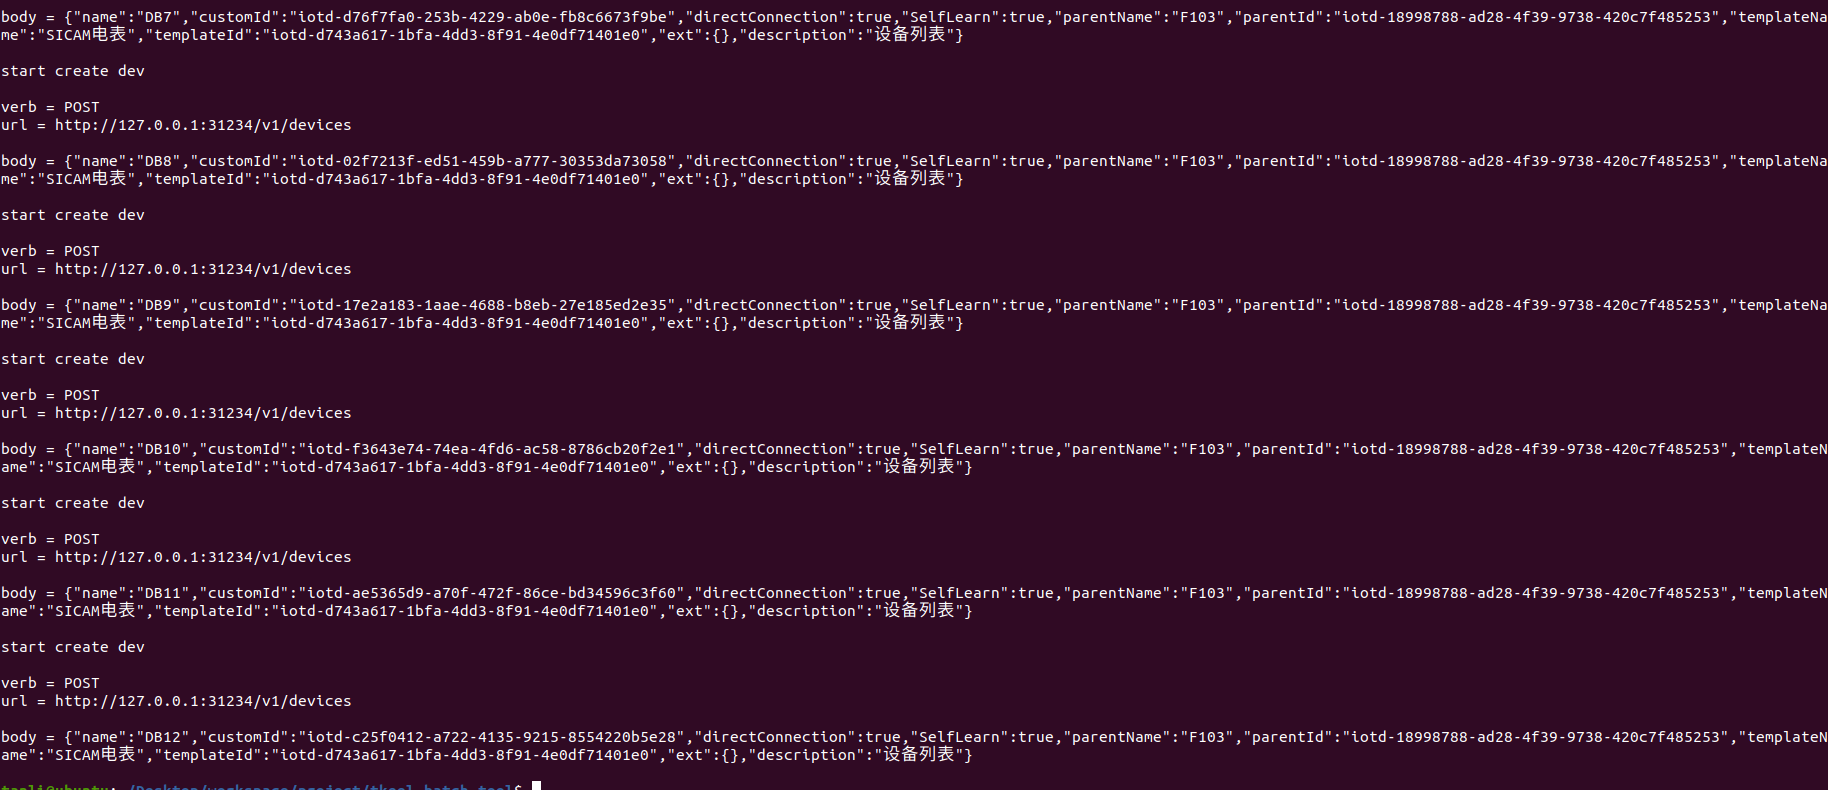 body = {"name":"DB7","customId":"iotd-d76f7fa0-253b-4229-ab0e-fb8c6673f9be","directConnection":true,"SelfLearn":true,"parentName":"F103","parentId":"iotd-18998788-ad28-4f39-9738-420c7f485253","templateNa
me":"SICAM电表","templateId":"iotd-d743a617-1bfa-4dd3-8f91-4e0df71401e0","ext":{},"description":"设备列表"}
start create dev
verb = POST
url = http://127.0.0.1:31234/v1/devices
body = {"name":"DB8","customId":"iotd-02f7213f-ed51-459b-a777-30353da73058","directConnection":true,"SelfLearn":true,"parentName":"F103","parentId":"iotd-18998788-ad28-4f39-9738-420c7f485253","templateNa
me":"SICAM电表","templateId":"iotd-d743a617-1bfa-4dd3-8f91-4e0df71401e0","ext":{},"description":"设备列表"}
start create dev
verb = POST
url = http://127.0.0.1:31234/v1/devices
body = {"name":"DB9","customId":"iotd-17e2a183-1aae-4688-b8eb-27e185ed2e35","directConnection":true,"SelfLearn":true,"parentName":"F103","parentId":"iotd-18998788-ad28-4f39-9738-420c7f485253","templateNa
me":"SICAM电表","templateId":"iotd-d743a617-1bfa-4dd3-8f91-4e0df71401e0","ext":{},"description":"设备列表"}
start create dev
verb = POST
url = http://127.0.0.1:31234/v1/devices
body = {"name":"DB10","customId":"iotd-f3643e74-74ea-4fd6-ac58-8786cb20f2e1","directConnection":true,"SelfLearn":true,"parentName":"F103","parentId":"iotd-18998788-ad28-4f39-9738-420c7f485253","templateN
ame":"SICAM电表","templateId":"iotd-d743a617-1bfa-4dd3-8f91-4e0df71401e0","ext":{},"description":"设备列表"}
start create dev
verb = POST
url = http://127.0.0.1:31234/v1/devices
body = {"name":"DB11","customId":"iotd-ae5365d9-a70f-472f-86ce-bd34596c3f60","directConnection":true,"SelfLearn":true,"parentName":"F103","parentId":"iotd-18998788-ad28-4f39-9738-420c7f485253","templateN
ame":"SICAM电表","templateId":"iotd-d743a617-1bfa-4dd3-8f91-4e0df71401e0","ext":{},"description":"设备列表"}
start create dev
verb = POST
url = http://127.0.0.1:31234/v1/devices
body = {"name":"DB12","customId":"iotd-c25f0412-a722-4135-9215-8554220b5e28","directConnection":true,"SelfLearn":true,"parentName":"F103","parentId":"iotd-18998788-ad28-4f39-9738-420c7f485253","templateN
ame":"SICAM电表","templateId":"iotd-d743a617-1bfa-4dd3-8f91-4e0df71401e0","ext":{},"description":"设备列表"}